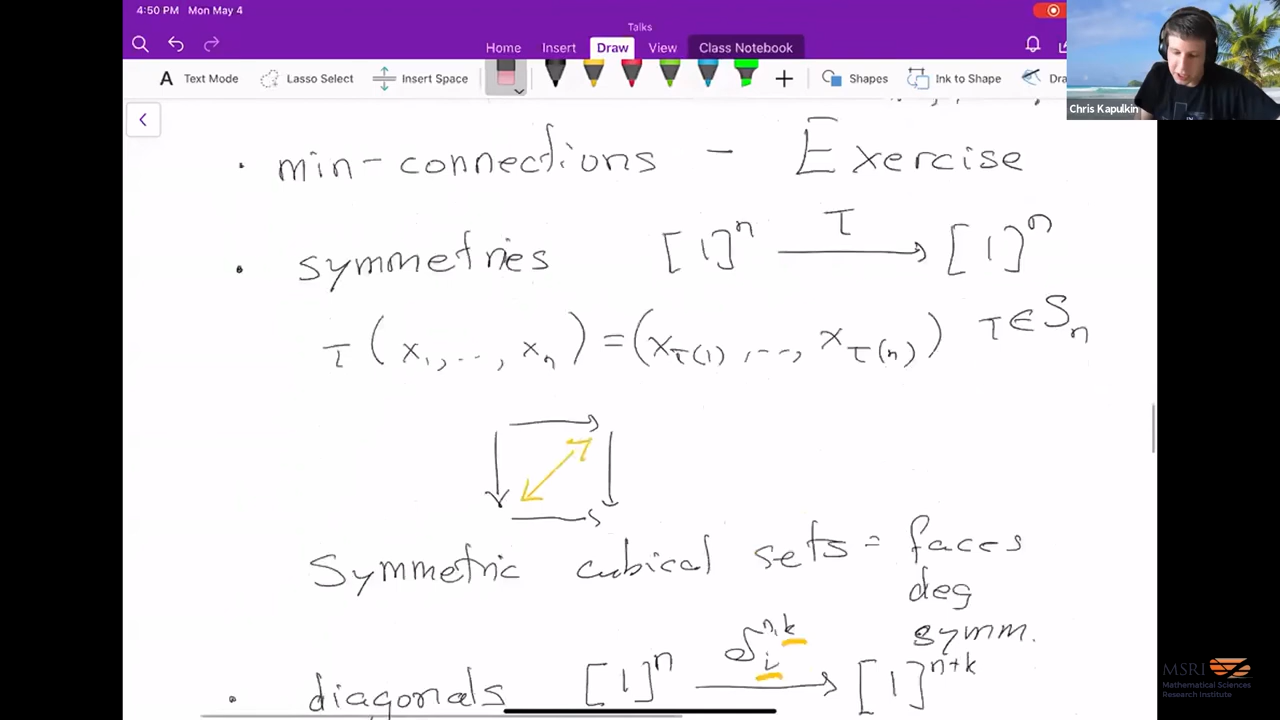 4:50 PM Mon May 4
Talks
Home Insert Draw View Class Notebook
Text Mode Lasso Select Insert Space Shapes Ink to Shape
Chris Kapulkin
• min-connections — Exercise
• symmetries [1]^n τ→ [1]^n
τ(x_1, ..., x_n) = (x_τ(1), ..., x_τ(n)) τ ∈ S_n
Symmetric cubical sets = faces
deg
symm.
• diagonals [1]^n δ_i^{n,k}→ [1]^{n+k}
MSRI
Mathematical Sciences
Research Institute